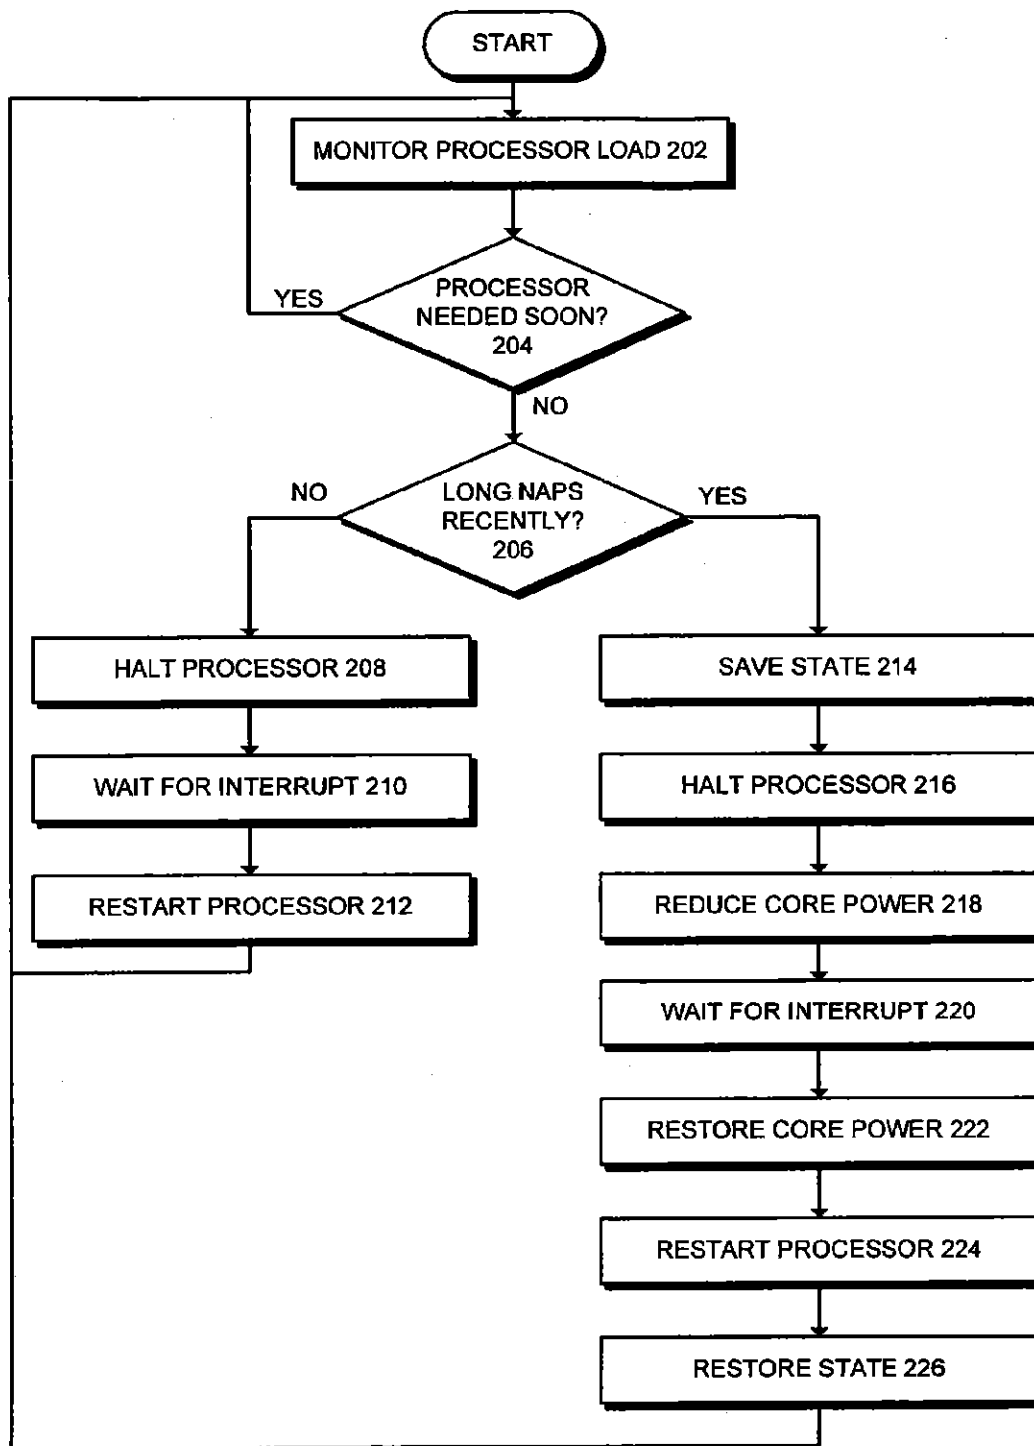 START
MONITOR PROCESSOR LOAD 202
PROCESSOR
NEEDED SOON?
204
YES
NO
LONG NAPS
RECENTLY?
206
NO
YES
HALT PROCESSOR 208
WAIT FOR INTERRUPT 210
RESTART PROCESSOR 212
SAVE STATE 214
HALT PROCESSOR 216
REDUCE CORE POWER 218
WAIT FOR INTERRUPT 220
RESTORE CORE POWER 222
RESTART PROCESSOR 224
RESTORE STATE 226